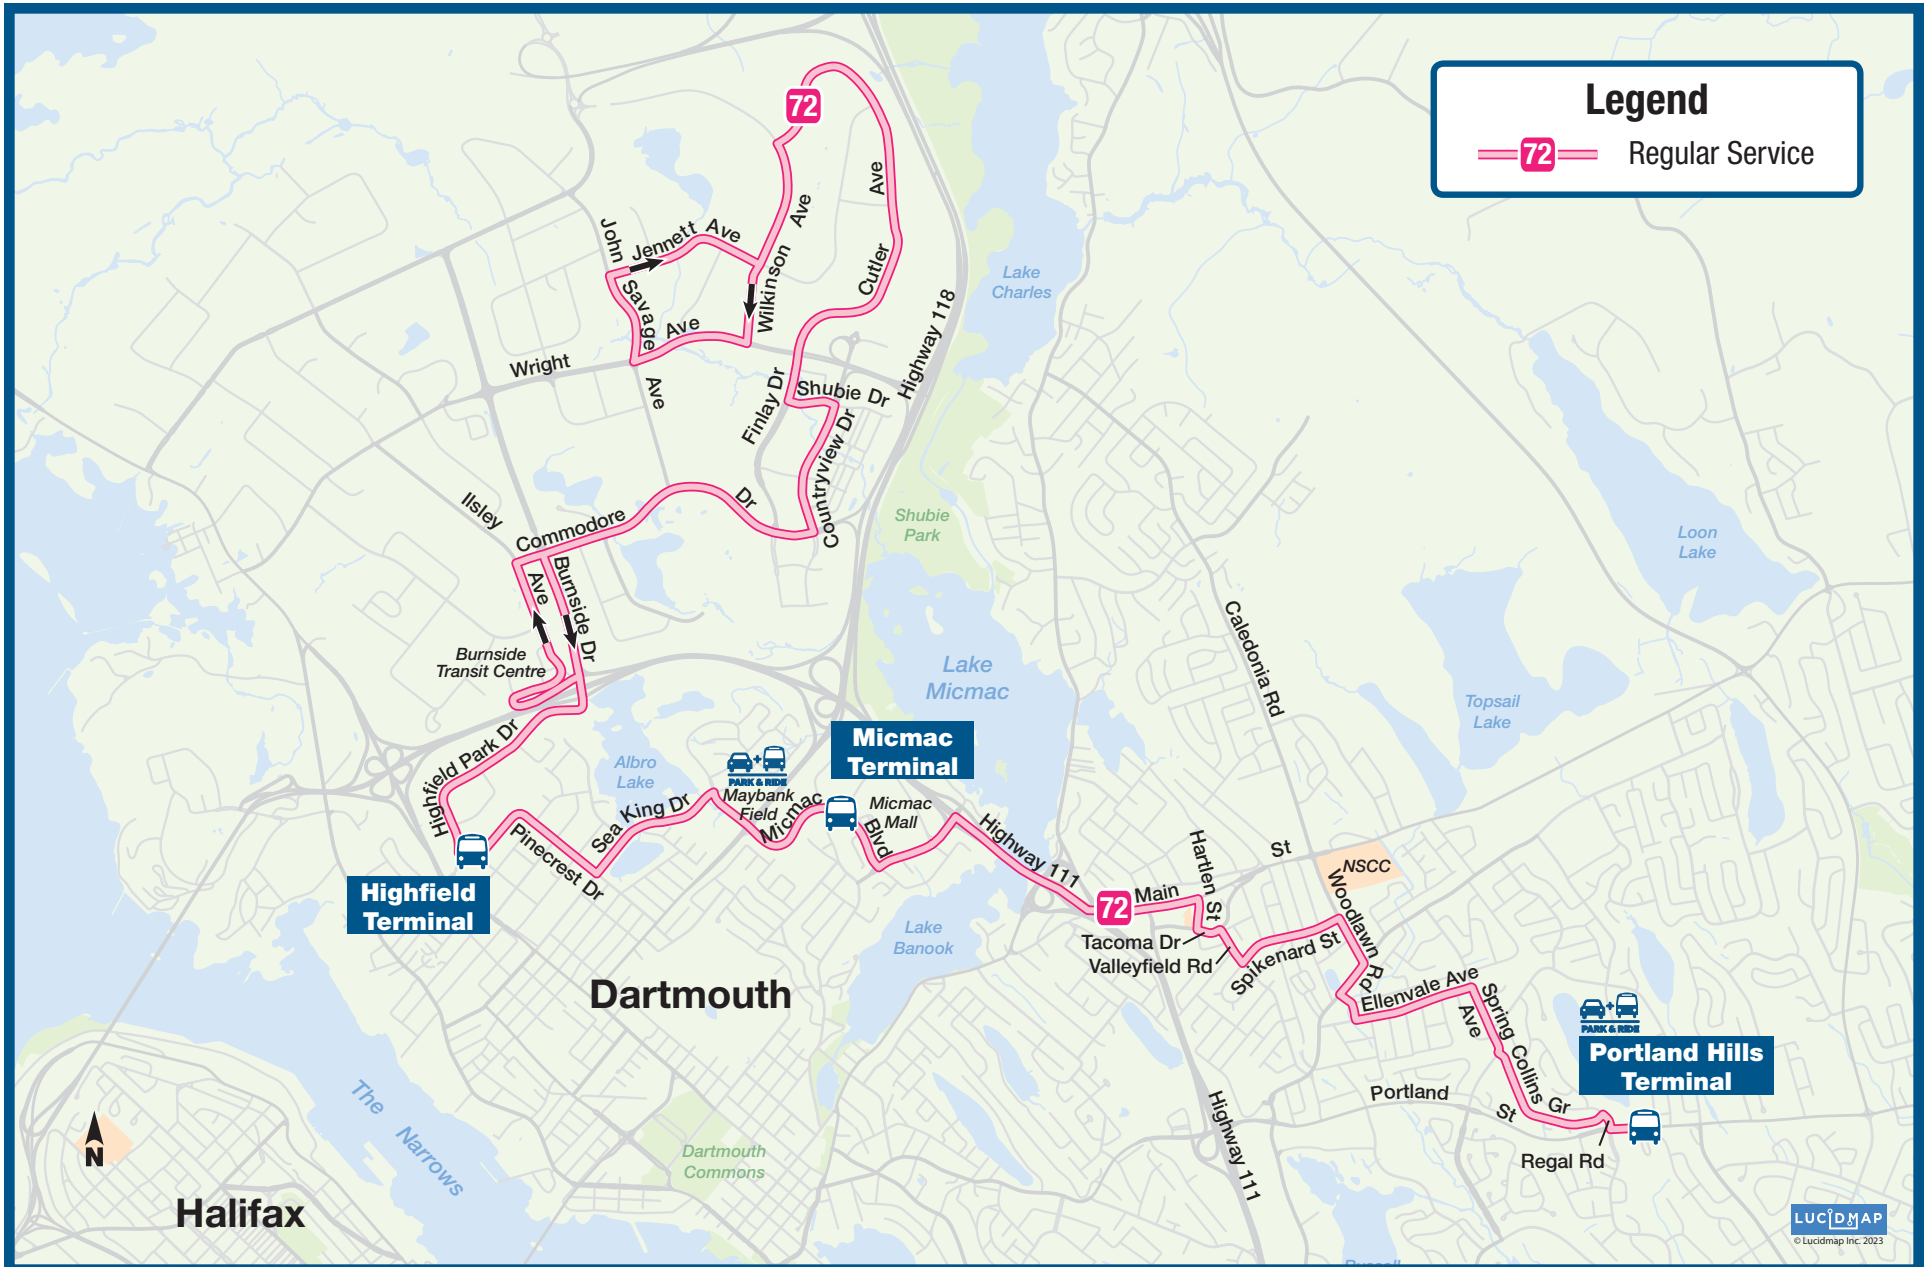 Legend
72 Regular Service
72
John
Savage
Ave
Jennett Ave
Wilkinson
Ave
Cutler
Ave
Wright
Ave
Finlay Dr
Shubie Dr
Countryview Dr
Highway 118
Lake
Charles
Ilsley
Ave
Commodore
Dr
Burnside Dr
Burnside
Transit Centre
Shubie
Park
Loon
Lake
Caledonia Rd
Lake
Micmac
Topsail
Lake
Highfield Park Dr
Albro
Lake
PARK & RIDE
Maybank
Field
Micmac
Terminal
Micmac
Blvd
Micmac
Mall
Highfield
Terminal
Pinecrest Dr
Sea King Dr
Highway 111
72
Main
St
Hartlen St
NSCC
Tacoma Dr
Valleyfield Rd
Spikenard St
Woodlawn Rd
Ellenvale Ave
Spring
Ave
Collins Gr
Lake
Banook
Dartmouth
PARK & RIDE
Portland Hills
Terminal
Portland
St
Regal Rd
Highway 111
The
Narrows
Dartmouth
Commons
N
Halifax
LUCIDMAP
© Lucidmap Inc. 2023